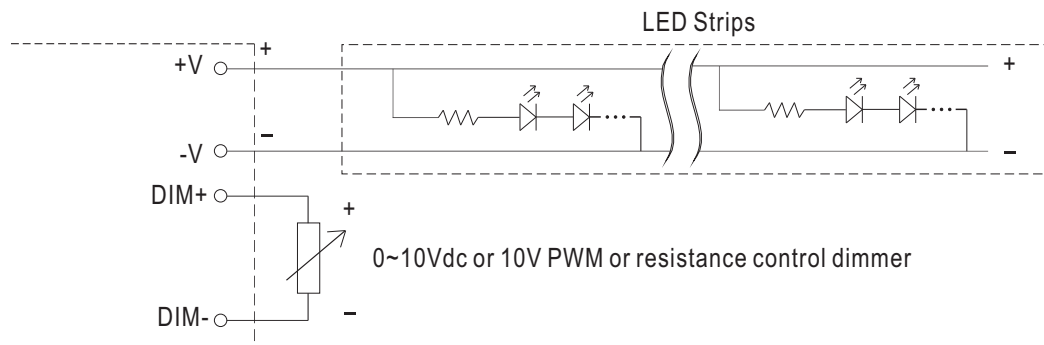 LED Strips
+
+V
+
-
-V
-
DIM+
+
0~10Vdc or 10V PWM or resistance control dimmer
DIM-
-